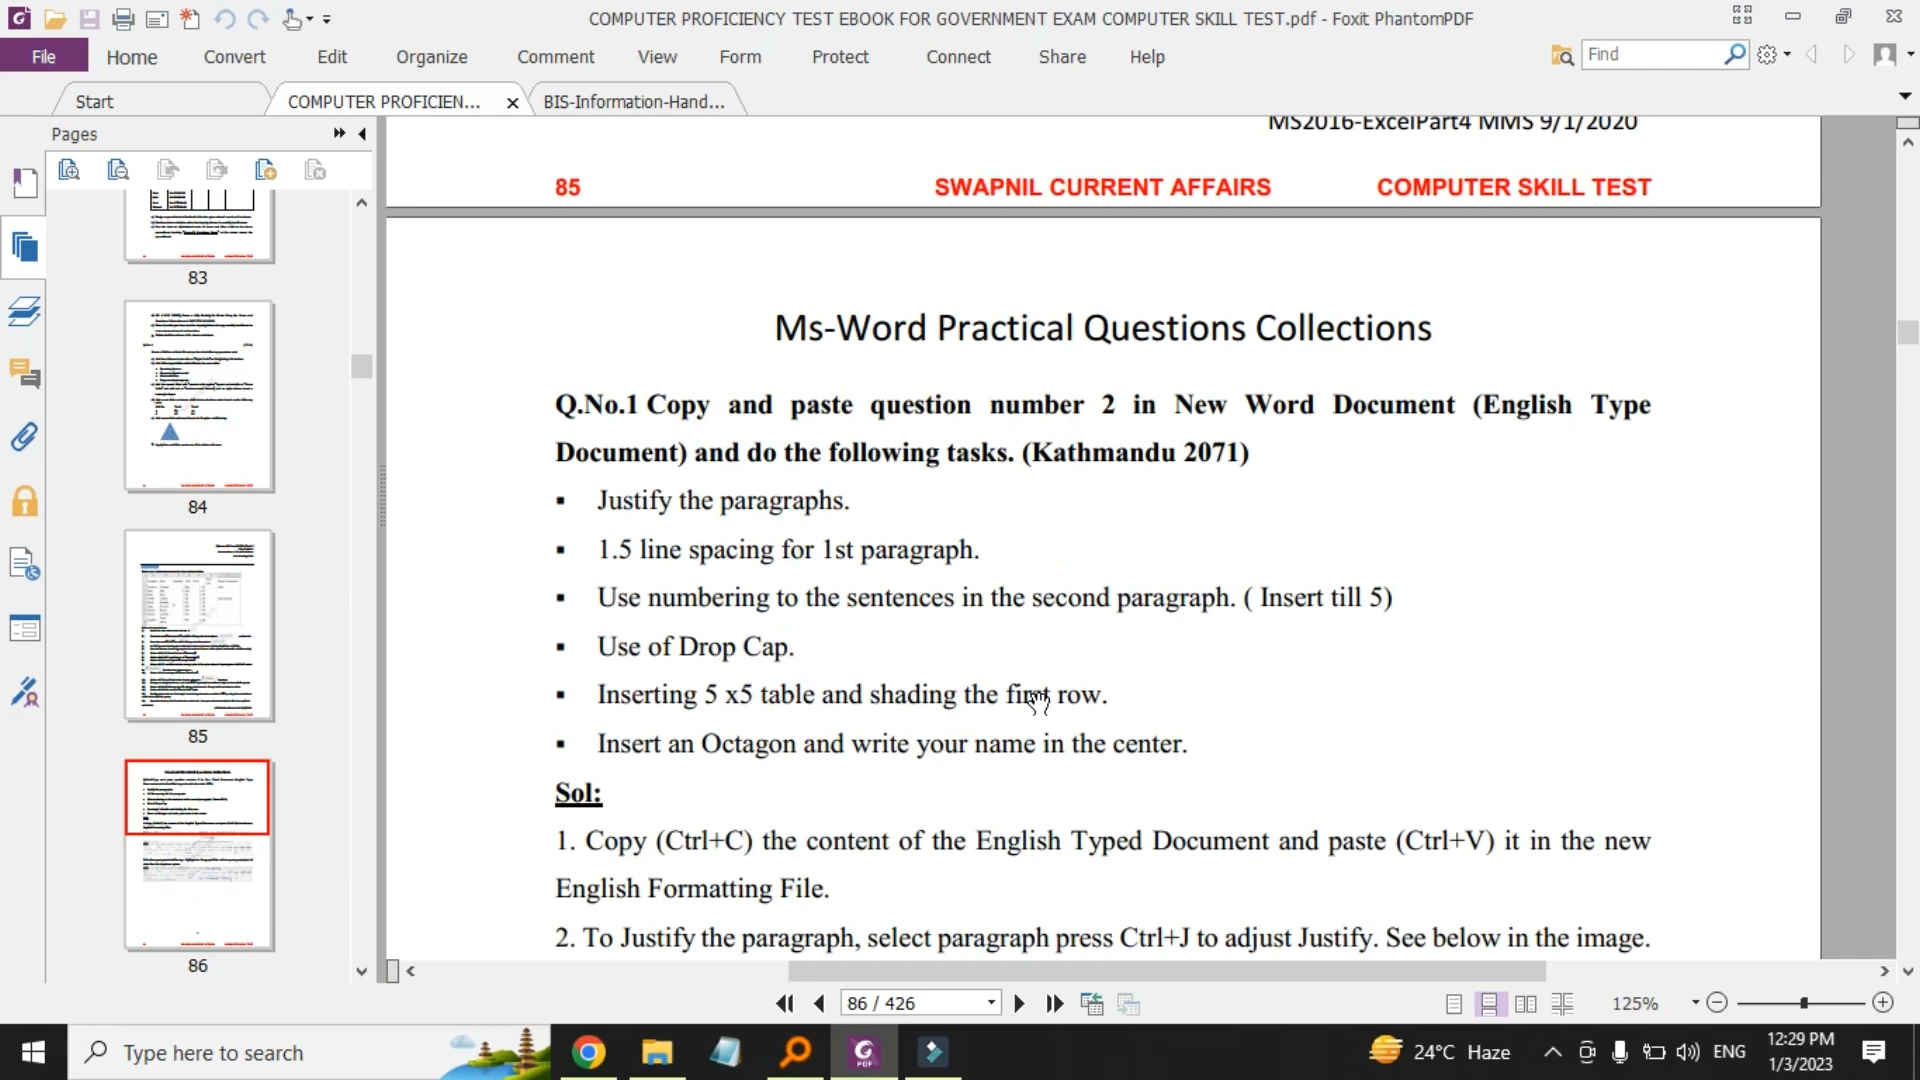 COMPUTER PROFICIENCY TEST EBOOK FOR GOVERNMENT EXAM COMPUTER SKILL TEST.pdf - Foxit PhantomPDF
File Home Convert Edit Organize Comment View Form Protect Connect Share Help Find
Start COMPUTER PROFICIEN... BIS-Information-Hand...
Pages
MS2016-ExcelPart4 MMS 9/1/2020
85 SWAPNIL CURRENT AFFAIRS COMPUTER SKILL TEST
83
84
85
86
Ms-Word Practical Questions Collections
Q.No.1 Copy and paste question number 2 in New Word Document (English Type
Document) and do the following tasks. (Kathmandu 2071)
▪ Justify the paragraphs.
▪ 1.5 line spacing for 1st paragraph.
▪ Use numbering to the sentences in the second paragraph. ( Insert till 5)
▪ Use of Drop Cap.
▪ Inserting 5 x5 table and shading the first row.
▪ Insert an Octagon and write your name in the center.
Sol:
1. Copy (Ctrl+C) the content of the English Typed Document and paste (Ctrl+V) it in the new
English Formatting File.
2. To Justify the paragraph, select paragraph press Ctrl+J to adjust Justify. See below in the image.
86 / 426 125%
Type here to search
24°C Haze ENG 12:29 PM
1/3/2023